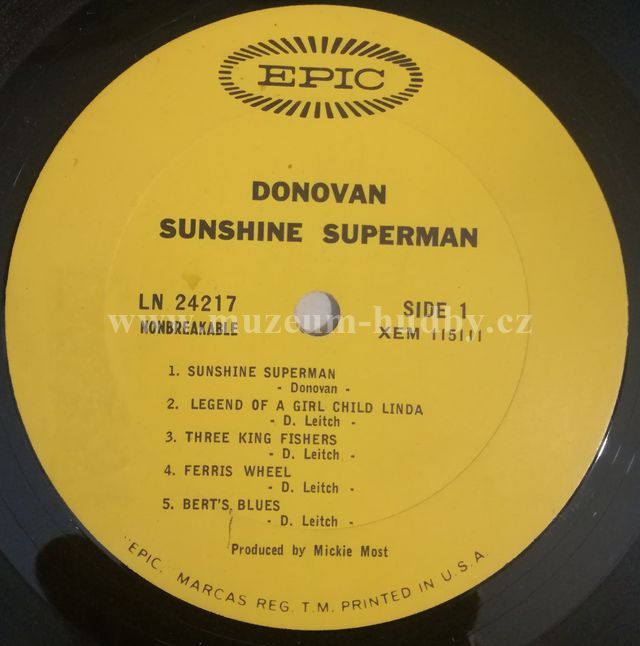 EPIC
DONOVAN
SUNSHINE SUPERMAN
LN 24217
NONBREAKABLE
SIDE 1
XEM 115111
www.muzeum-hudby.cz
1. SUNSHINE SUPERMAN
- Donovan -
2. LEGEND OF A GIRL CHILD LINDA
- D. Leitch -
3. THREE KING FISHERS
- D. Leitch -
4. FERRIS WHEEL
- D. Leitch -
5. BERT'S BLUES
- D. Leitch -
Produced by Mickie Most
"EPIC," MARCAS REG. T.M. PRINTED IN U.S.A.